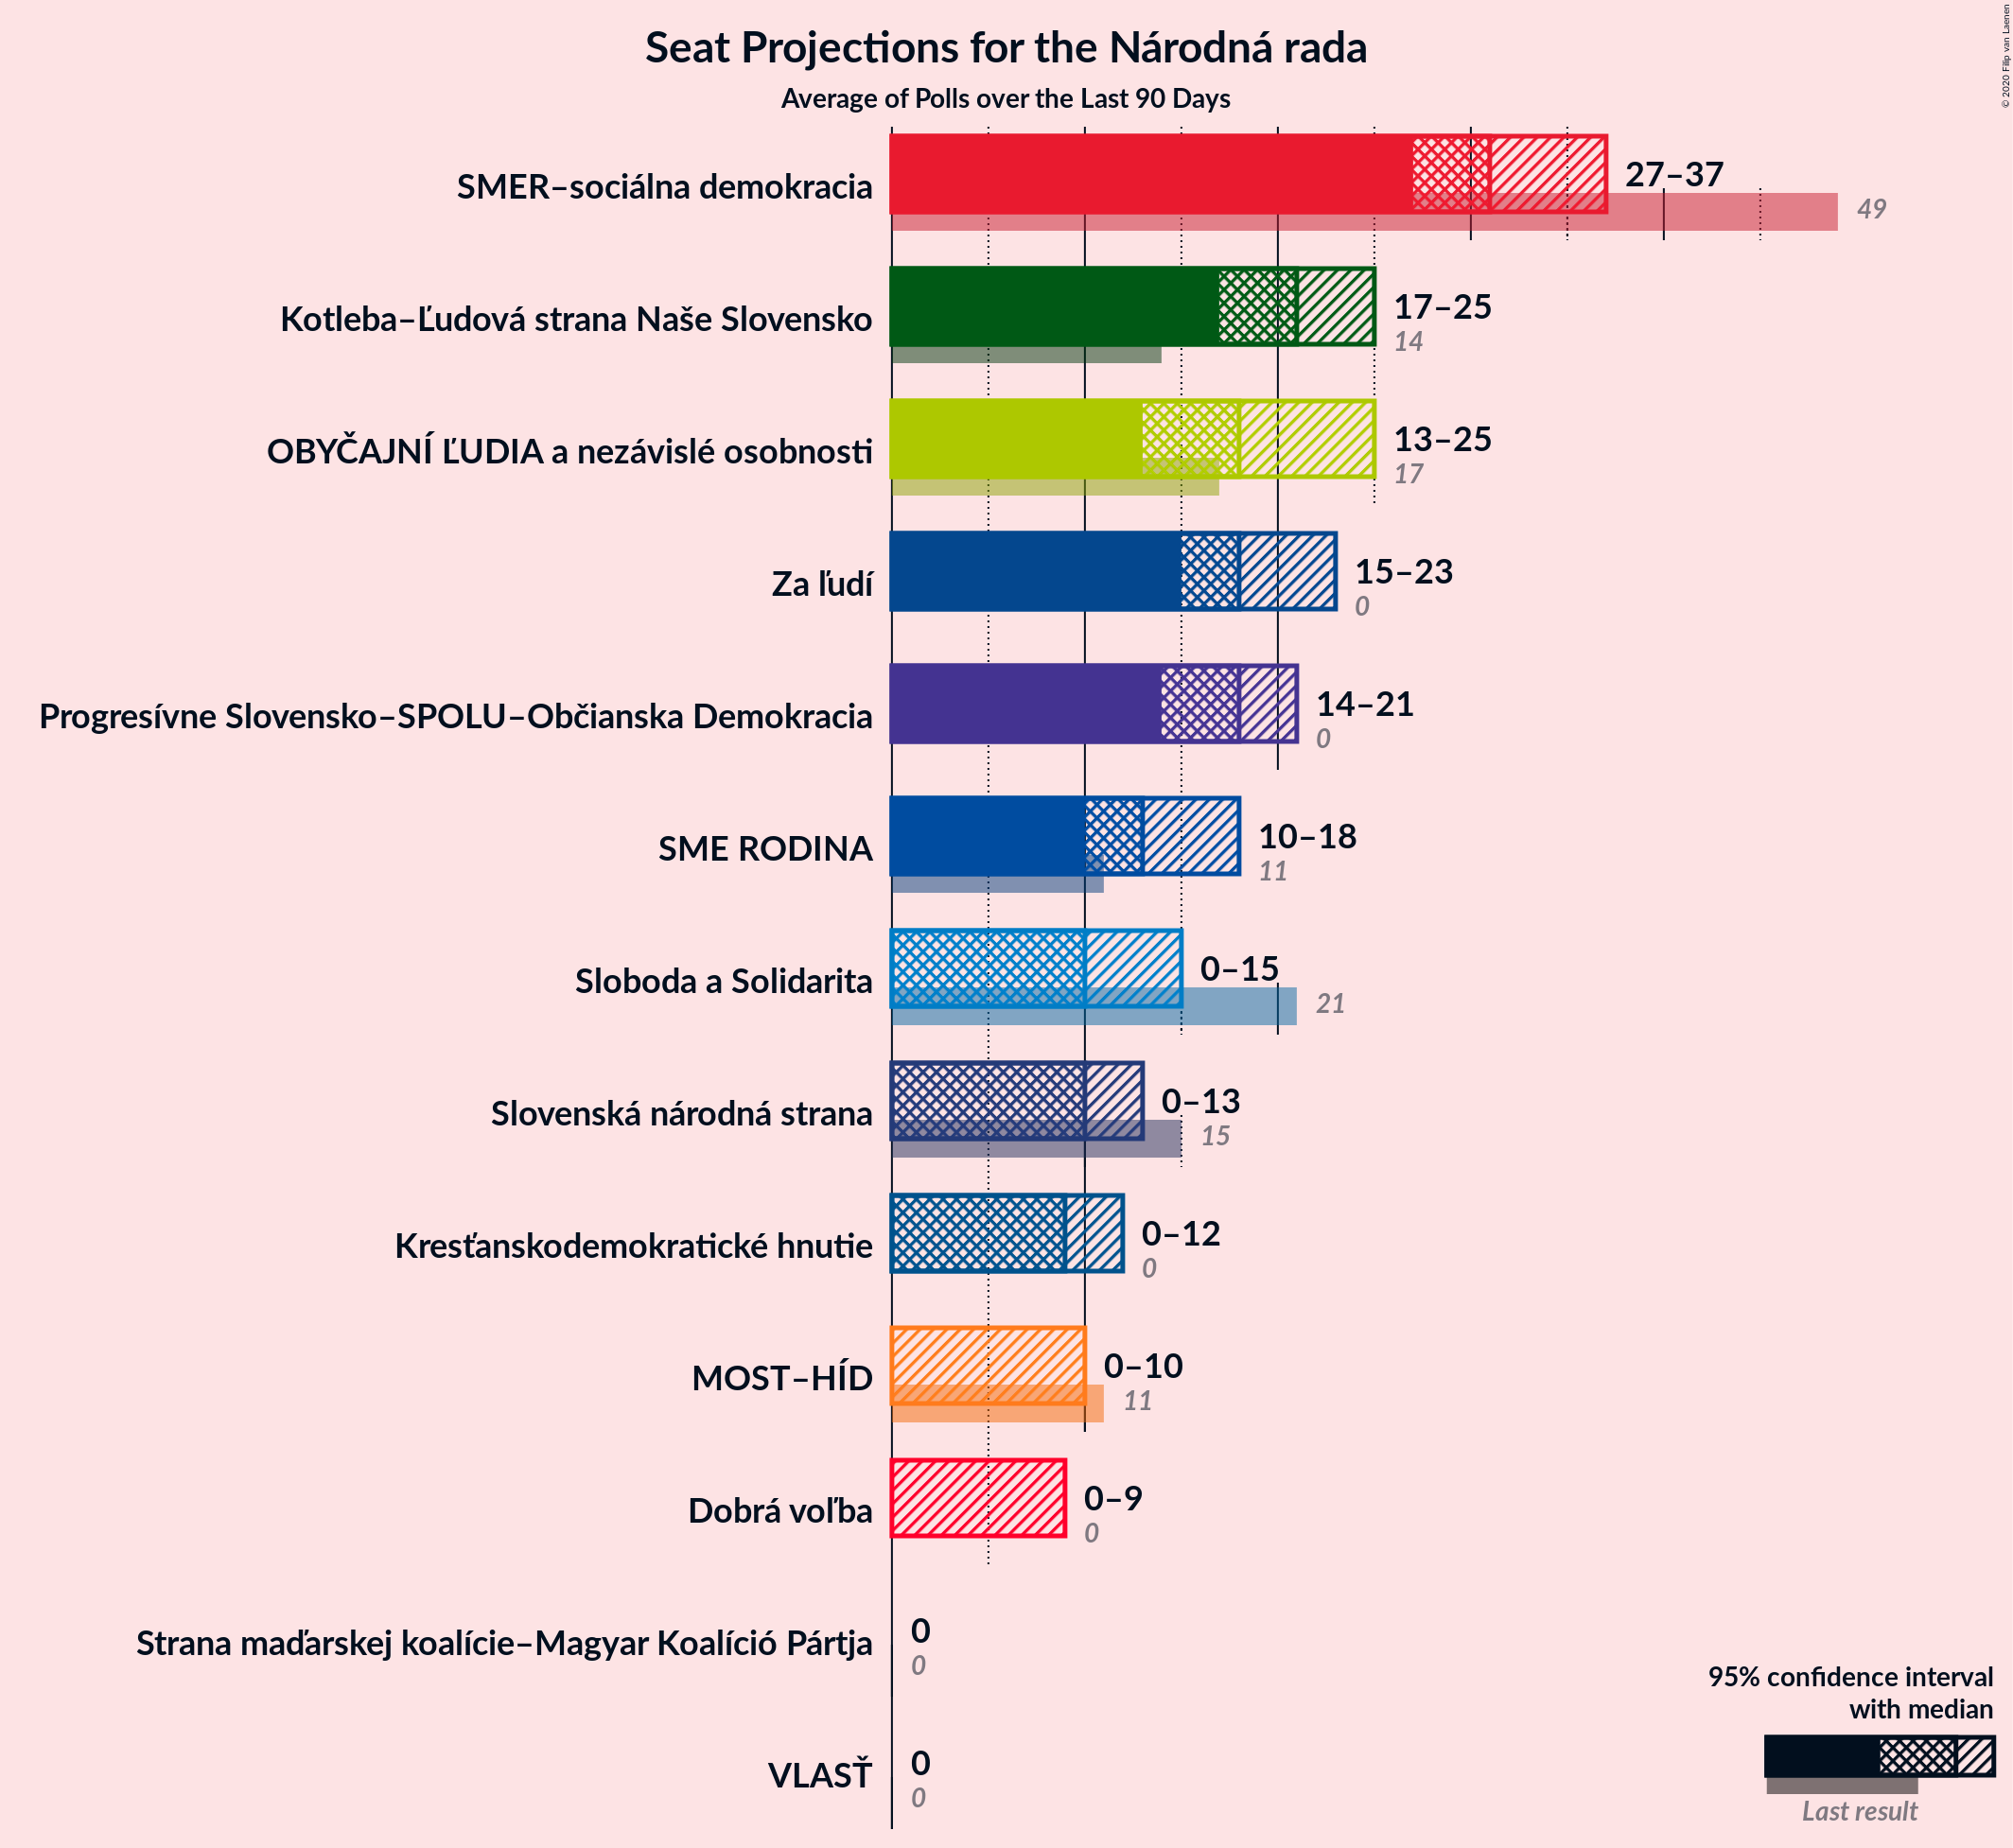 Seat Projections for the Národná rada
Average of Polls over the Last 90 Days
© 2020 Filip van Laenen
SMER–sociálna demokracia
27–37
49
Kotleba–Ľudová strana Naše Slovensko
17–25
14
OBYČAJNÍ ĽUDIA a nezávislé osobnosti
13–25
17
Za ľudí
15–23
0
Progresívne Slovensko–SPOLU–Občianska Demokracia
14–21
0
SME RODINA
10–18
11
Sloboda a Solidarita
0–15
21
Slovenská národná strana
0–13
15
Kresťanskodemokratické hnutie
0–12
0
MOST–HÍD
0–10
11
Dobrá voľba
0–9
0
Strana maďarskej koalície–Magyar Koalíció Pártja
0
0
VLASŤ
0
0
95% confidence interval
with median
Last result